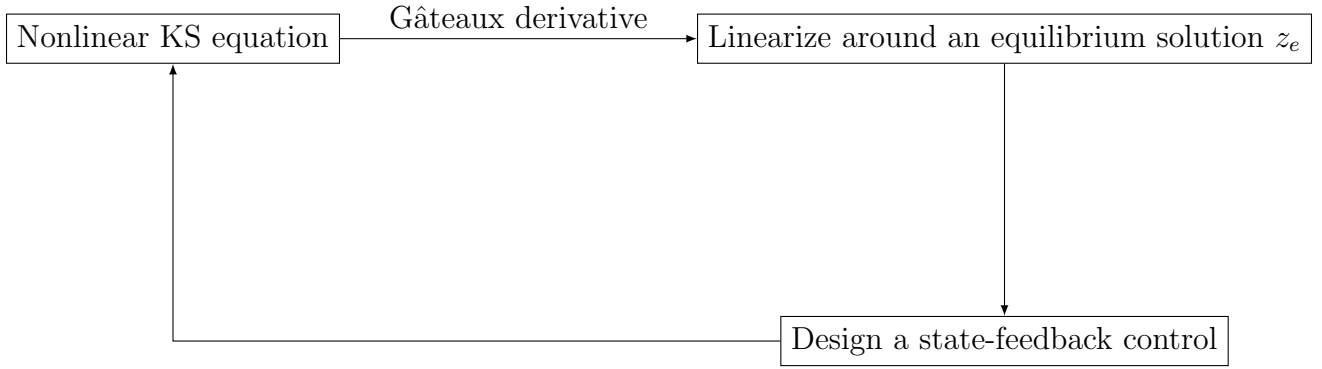 Gâteaux derivative
Nonlinear KS equation
Linearize around an equilibrium solution $z_e$
Design a state-feedback control